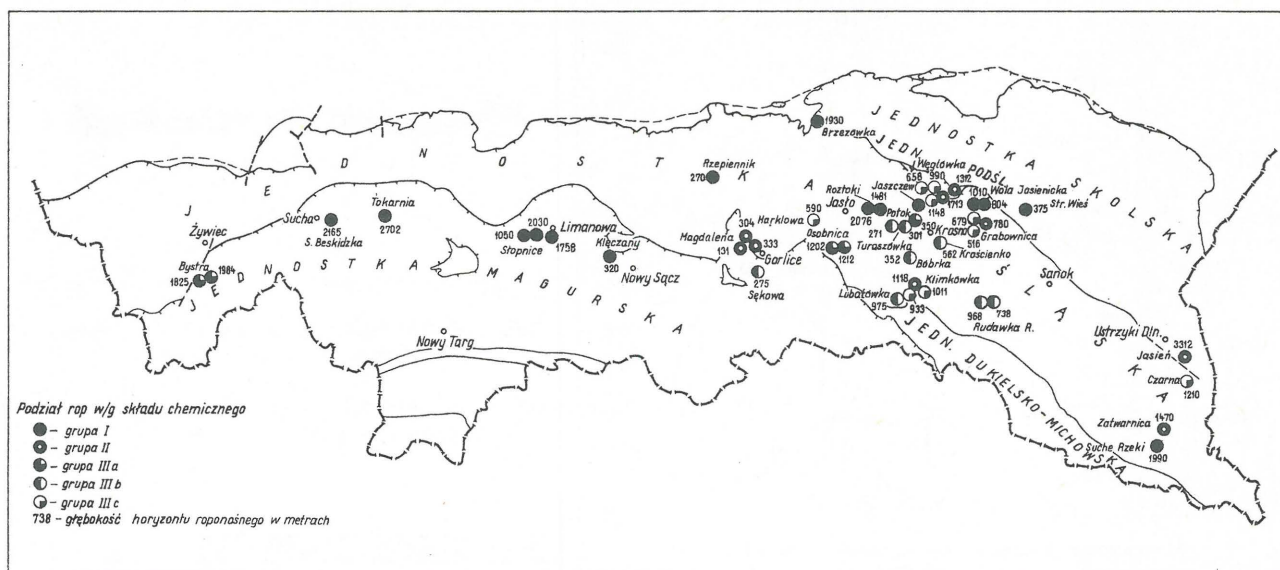 JEDNOSTKA SKOLSKA
JEDN. PODŚL.
JEDNOSTKA ŚLĄSKA
JEDNOSTKA MAGURSKA
JEDN. DUKIELSKO-MICHOWSKA
1930
Brzezówka
Rzepiennik
270
Węglówka
658
990
1312
1713
1148
Jaszczew
Roztoki
1481
2076
Jasto
590
Harklowa
1010
804
Wola Jasienicka
375
Str. Wieś
679
780
Grabownica
516
Potok
271
301
350
Krosno
Turaszówka
562
Krościenko
Osobnica
1202
1212
352
Bóbrka
Sanok
Tokarnia
2702
Sucha
2165
S. Beskidzka
Żywiec
Bystra
1984
1825
2030
Limanowa
1050
1758
Słopnice
Klęczany
320
Nowy Sącz
304
Magdalena
333
131
Gorlice
275
Sękowa
1118
Klimkówka
1011
Lubatówka
975
933
968
738
Rudawka R.
Ustrzyki Dln.
3312
Jasień
Czarna
1210
Nowy Targ
Zatwarnica
1470
Suche Rzeki
1990
Podział rop w/g składu chemicznego
- grupa I
- grupa II
- grupa III a
- grupa III b
- grupa III c
738 - głębokość horyzontu roponośnego w metrach